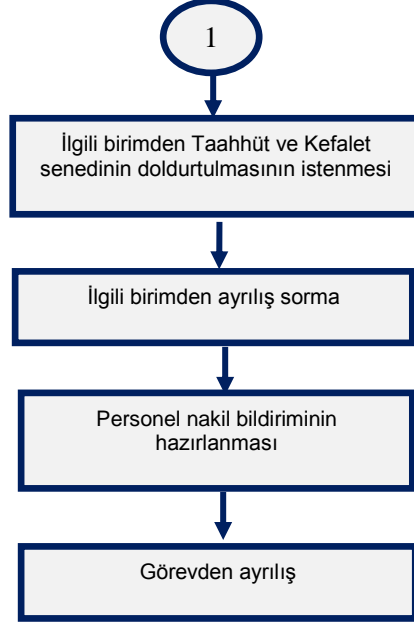 1
İlgili birimden Taahhüt ve Kefalet
senedinin doldurtulmasının istenmesi
İlgili birimden ayrılış sorma
Personel nakil bildiriminin
hazırlanması
Görevden ayrılış